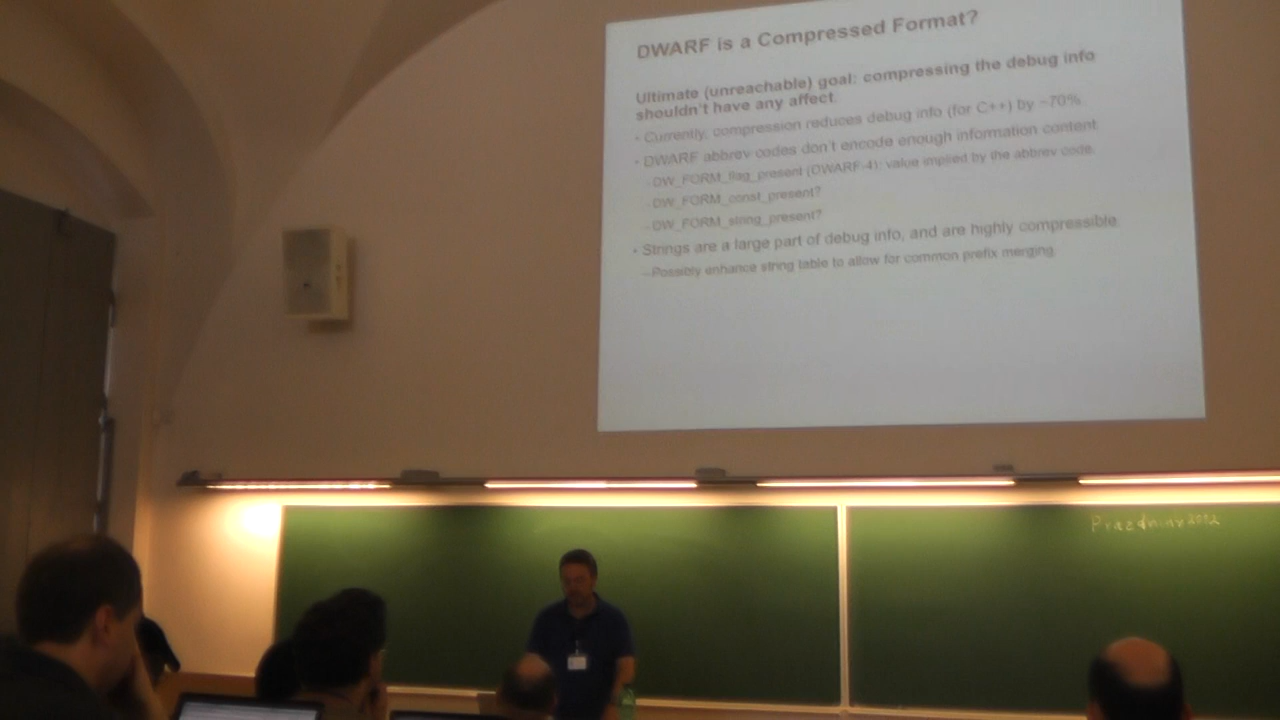 DWARF is a Compressed Format?
Ultimate (unreachable) goal: compressing the debug info
shouldn't have any affect.
• Currently, compression reduces debug info (for C++) by ~70%
• DWARF abbrev codes don't encode enough information content
–DW_FORM_flag_present (DWARF-4): value implied by the abbrev code.
–DW_FORM_const_present?
–DW_FORM_string_present?
• Strings are a large part of debug info, and are highly compressible
–Possibly enhance string table to allow for common prefix merging.